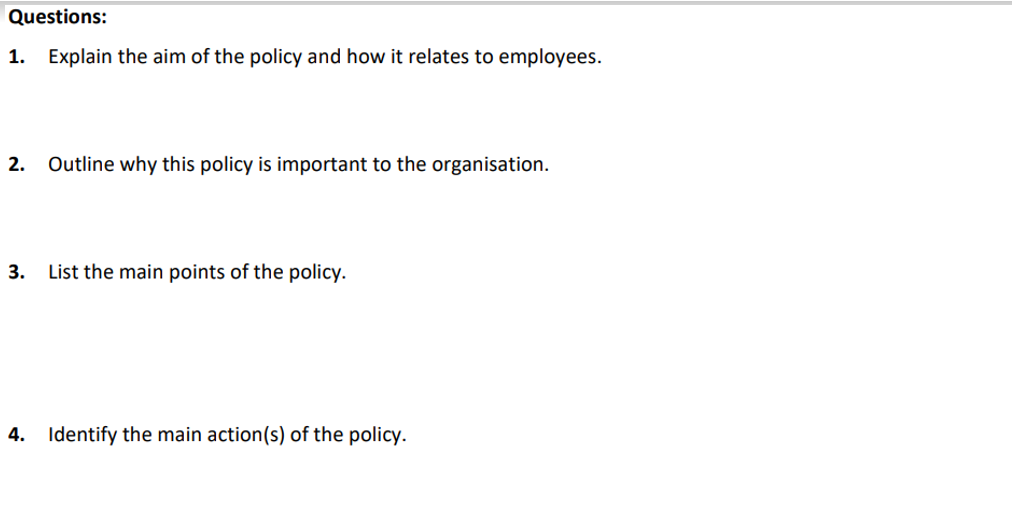 Questions:
1. Explain the aim of the policy and how it relates to employees.
2. Outline why this policy is important to the organisation.
3. List the main points of the policy.
4. Identify the main action(s) of the policy.